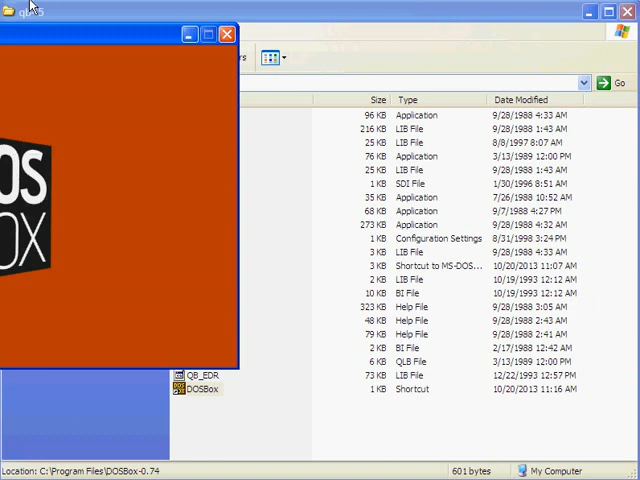 Go
Size Type Date Modified
96 KB Application 9/28/1988 4:33 AM
216 KB LIB File 9/28/1988 1:43 AM
25 KB LIB File 8/8/1997 8:07 AM
76 KB Application 3/13/1989 12:00 PM
25 KB LIB File 9/28/1988 1:43 AM
1 KB SDI File 1/30/1996 8:51 AM
35 KB Application 7/26/1988 10:52 AM
68 KB Application 9/7/1988 4:27 PM
273 KB Application 9/28/1988 4:32 AM
1 KB Configuration Settings 8/31/1998 3:24 PM
3 KB LIB File 9/28/1988 1:43 AM
3 KB Shortcut to MS-DOS... 10/20/2013 11:07 AM
2 KB LIB File 10/19/1993 12:12 AM
10 KB BI File 10/19/1993 12:12 AM
323 KB Help File 9/28/1988 3:05 AM
48 KB Help File 9/28/1988 2:43 AM
79 KB Help File 9/28/1988 2:41 AM
2 KB BI File 2/17/1988 12:42 AM
6 KB QLB File 3/13/1989 12:00 PM
QB_EDR 73 KB LIB File 12/22/1993 12:57 PM
DOSBox 1 KB Shortcut 10/20/2013 11:16 AM
OS
BOX
Location: C:\Program Files\DOSBox-0.74 601 bytes My Computer